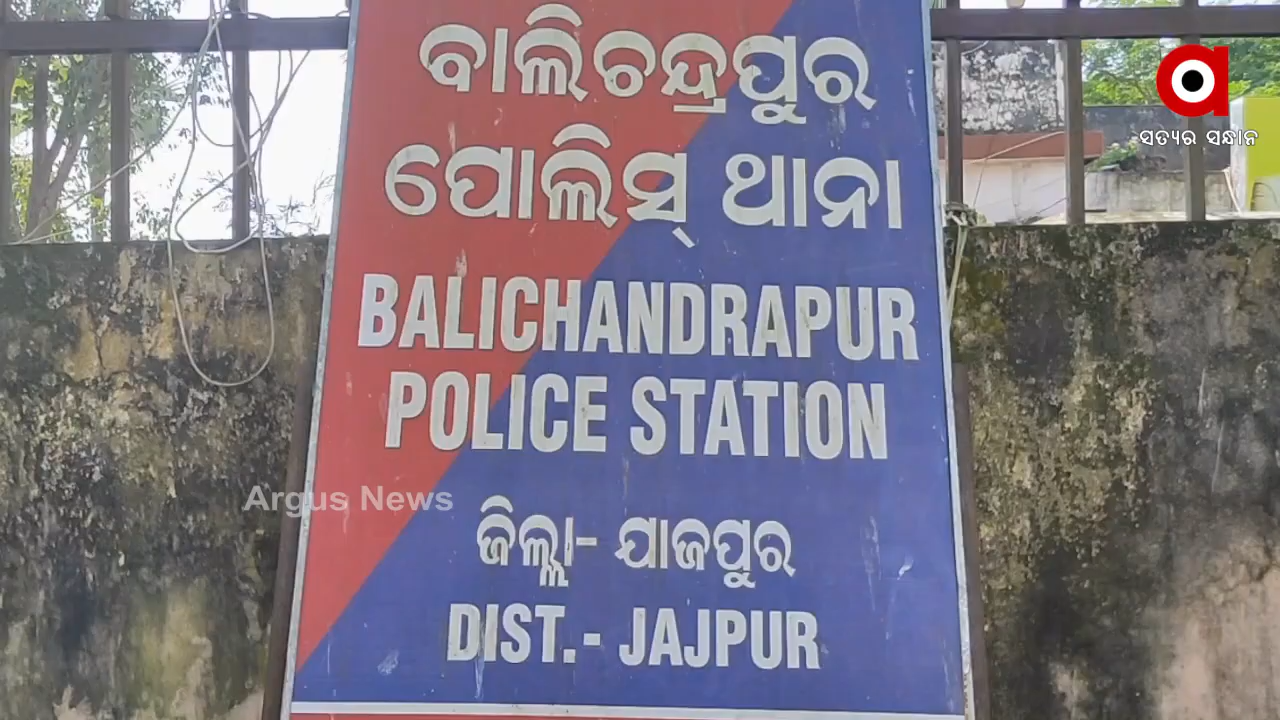 ବାଲିଚନ୍ଦ୍ରପୁର
ପୋଲିସ୍ ଥାନା
BALICHANDRAPUR
POLICE STATION
ଜିଲ୍ଲା- ଯାଜପୁର
DIST.- JAJPUR
ସତ୍ୟର ସନ୍ଧାନ
Argus News